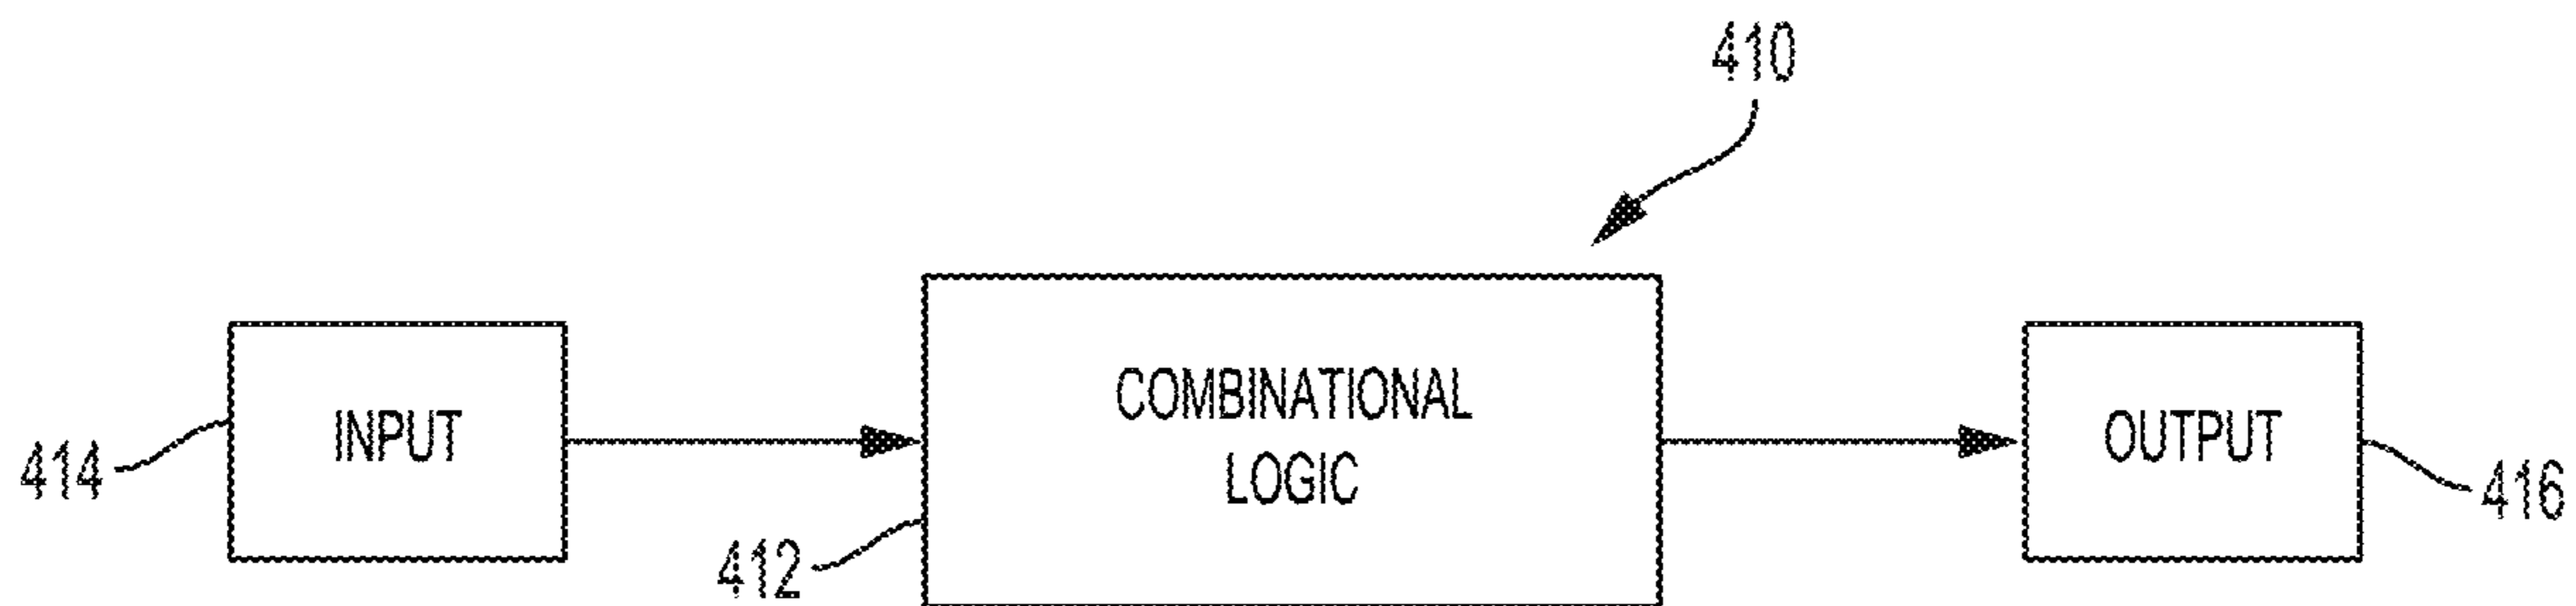 410
INPUT
COMBINATIONAL
LOGIC
OUTPUT
414
412
416